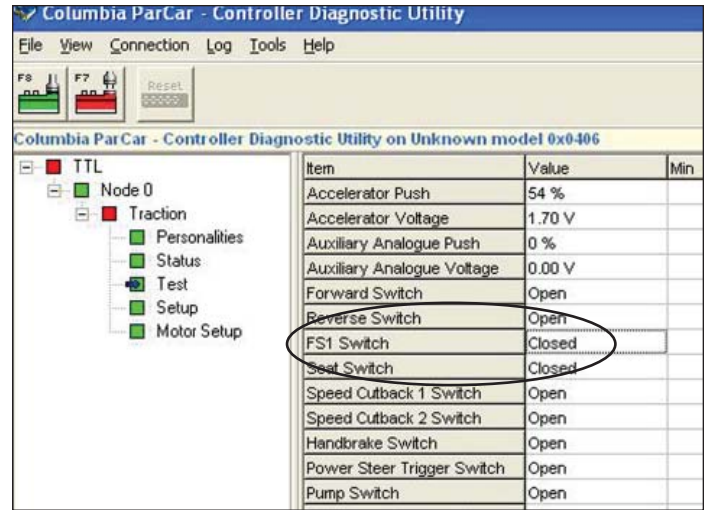 Columbia ParCar - Controller Diagnostic Utility
File View Connection Log Tools Help
F8 F7 Reset
Columbia ParCar - Controller Diagnostic Utility on Unknown model 0x0406
TTL
Node 0
Traction
Personalities
Status
Test
Setup
Motor Setup
Item Value Min
Accelerator Push 54 %
Accelerator Voltage 1.70 V
Auxiliary Analogue Push 0 %
Auxiliary Analogue Voltage 0.00 V
Forward Switch Open
Reverse Switch Open
FS1 Switch Closed
Seat Switch Closed
Speed Cutback 1 Switch Open
Speed Cutback 2 Switch Open
Handbrake Switch Open
Power Steer Trigger Switch Open
Pump Switch Open